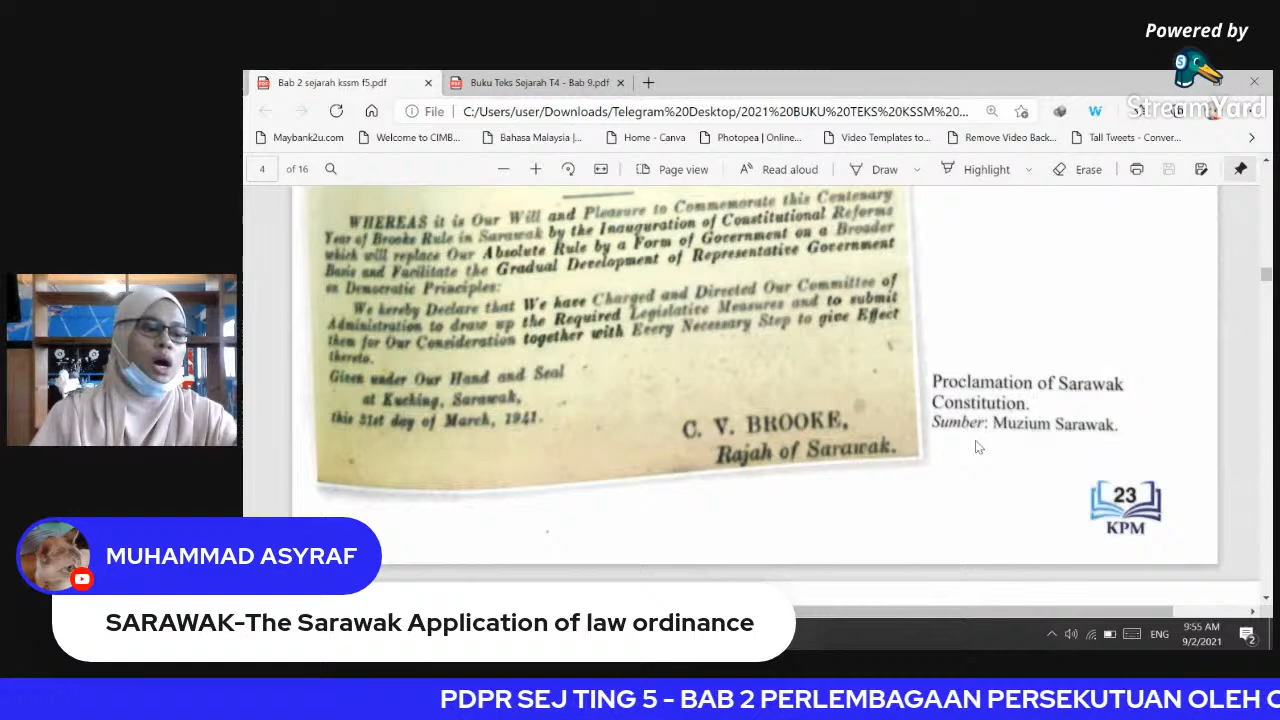 Powered by
StreamYard
Bab 2 sejarah kssm f5.pdf
Buku Teks Sejarah T4 - Bab 9.pdf
File
C:/Users/user/Downloads/Telegram%20Desktop/2021%20BUKU%20TEKS%20KSSM%20...
Maybank2u.com
Welcome to CIMB...
Bahasa Malaysia |...
Home - Canva
Photopea | Online...
Video Templates to...
Remove Video Back...
Tall Tweets - Conver...
4 of 16
Page view
Read aloud
Draw
Highlight
Erase
WHEREAS it is Our Will and Pleasure to Commemorate this Centenary
Year of Brooke Rule in Sarawak by the Inauguration of Constitutional Reforms
which will replace Our Absolute Rule by a Form of Government on a Broader
Basis and Facilitate the Gradual Development of Representative Government
on Democratic Principles:
We hereby Declare that We have Charged and Directed Our Committee of
Administration to draw up the Required Legislative Measures and to submit
them for Our Consideration together with Every Necessary Step to give Effect
thereto.
Given under Our Hand and Seal
at Kuching, Sarawak,
this 31st day of March, 1941.
C. V. BROOKE,
Rajah of Sarawak.
Proclamation of Sarawak
Constitution.
Sumber: Muzium Sarawak.
23
KPM
MUHAMMAD ASYRAF
SARAWAK-The Sarawak Application of law ordinance
ENG
9:55 AM
9/2/2021
2
PDPR SEJ TING 5 - BAB 2 PERLEMBAGAAN PERSEKUTUAN OLEH